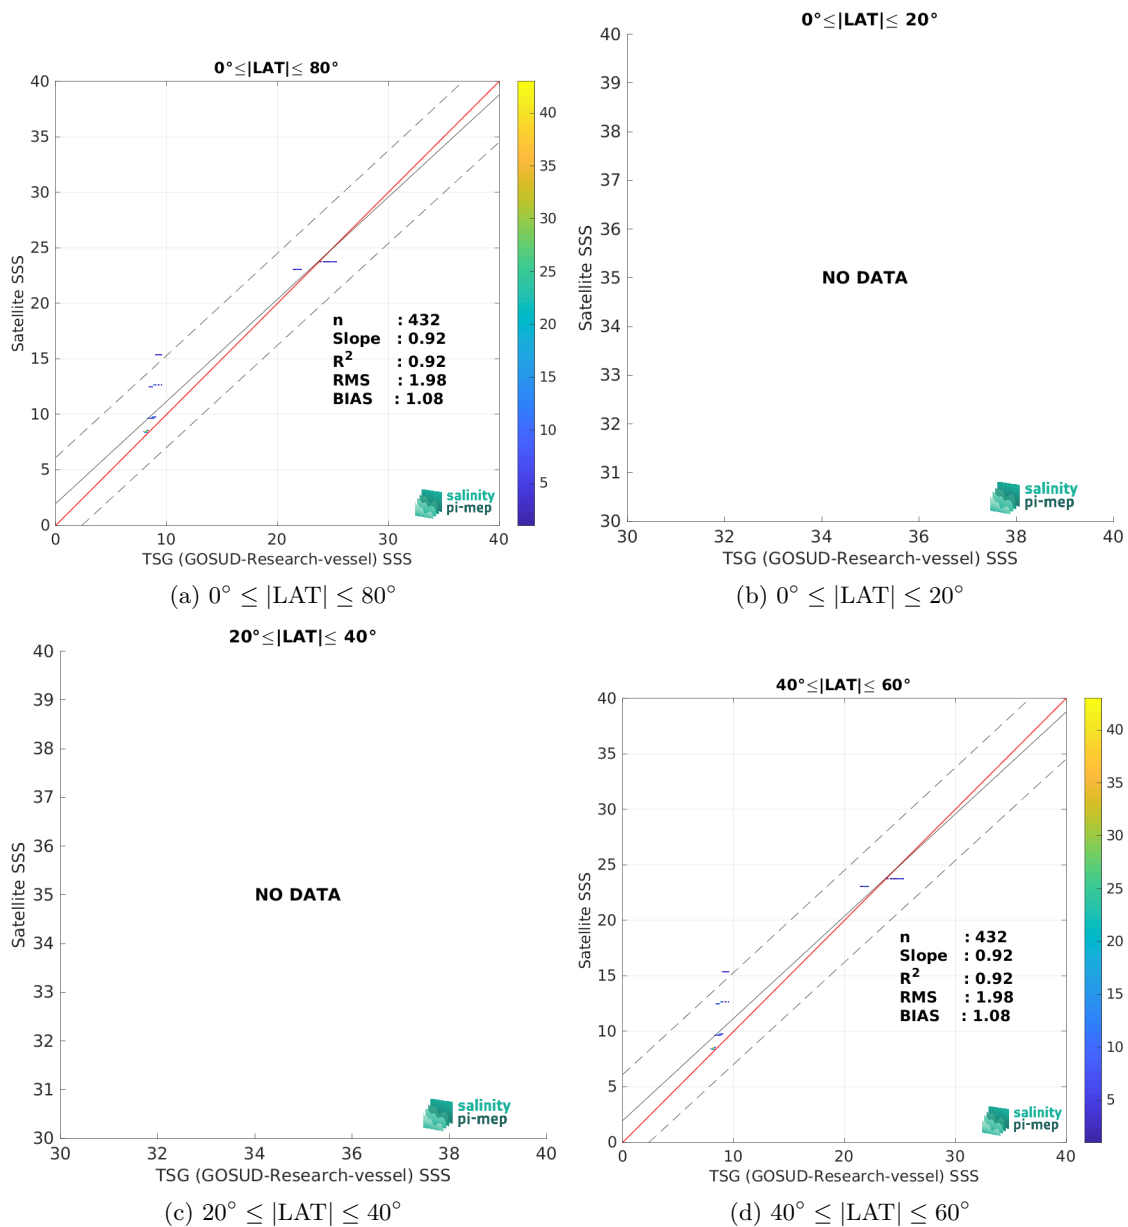 0°≤|LAT|≤ 80°
40
35
30
25
20
15
10
5
0
0
10
20
30
40
Satellite SSS
TSG (GOSUD-Research-vessel) SSS
n : 432
Slope : 0.92
R² : 0.92
RMS : 1.98
BIAS : 1.08
salinity
pi-mep
40
35
30
25
20
15
10
5
(a) 0° ≤ |LAT| ≤ 80°
0°≤|LAT|≤ 20°
40
39
38
37
36
35
34
33
32
31
30
30
32
34
36
38
40
Satellite SSS
TSG (GOSUD-Research-vessel) SSS
NO DATA
salinity
pi-mep
(b) 0° ≤ |LAT| ≤ 20°
20°≤|LAT|≤ 40°
40
39
38
37
36
35
34
33
32
31
30
30
32
34
36
38
40
Satellite SSS
TSG (GOSUD-Research-vessel) SSS
NO DATA
salinity
pi-mep
(c) 20° ≤ |LAT| ≤ 40°
40°≤|LAT|≤ 60°
40
35
30
25
20
15
10
5
0
0
10
20
30
40
Satellite SSS
TSG (GOSUD-Research-vessel) SSS
n : 432
Slope : 0.92
R² : 0.92
RMS : 1.98
BIAS : 1.08
salinity
pi-mep
40
35
30
25
20
15
10
5
(d) 40° ≤ |LAT| ≤ 60°